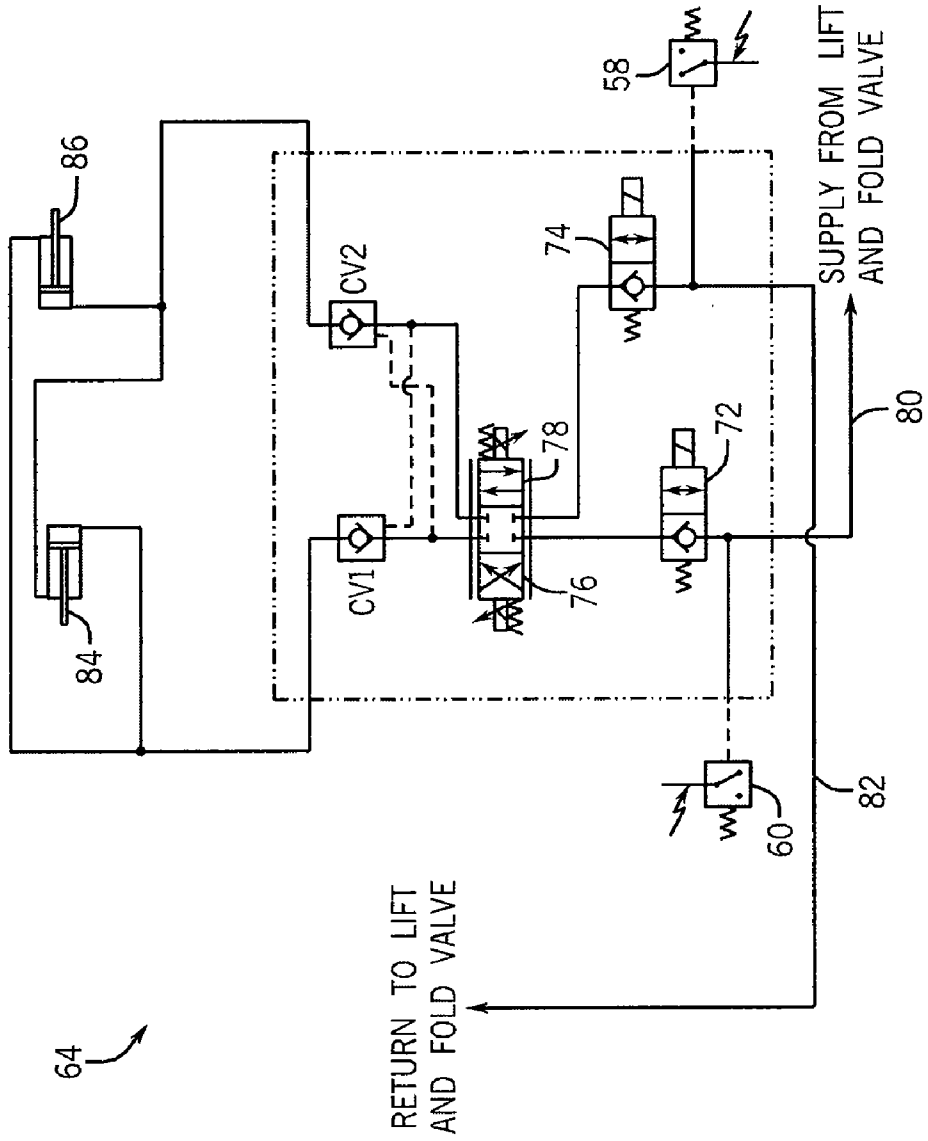 64
86
84
CV1
CV2
78
76
74
72
58
60
80
82
SUPPLY FROM LIFT
AND FOLD VALVE
RETURN TO LIFT
AND FOLD VALVE